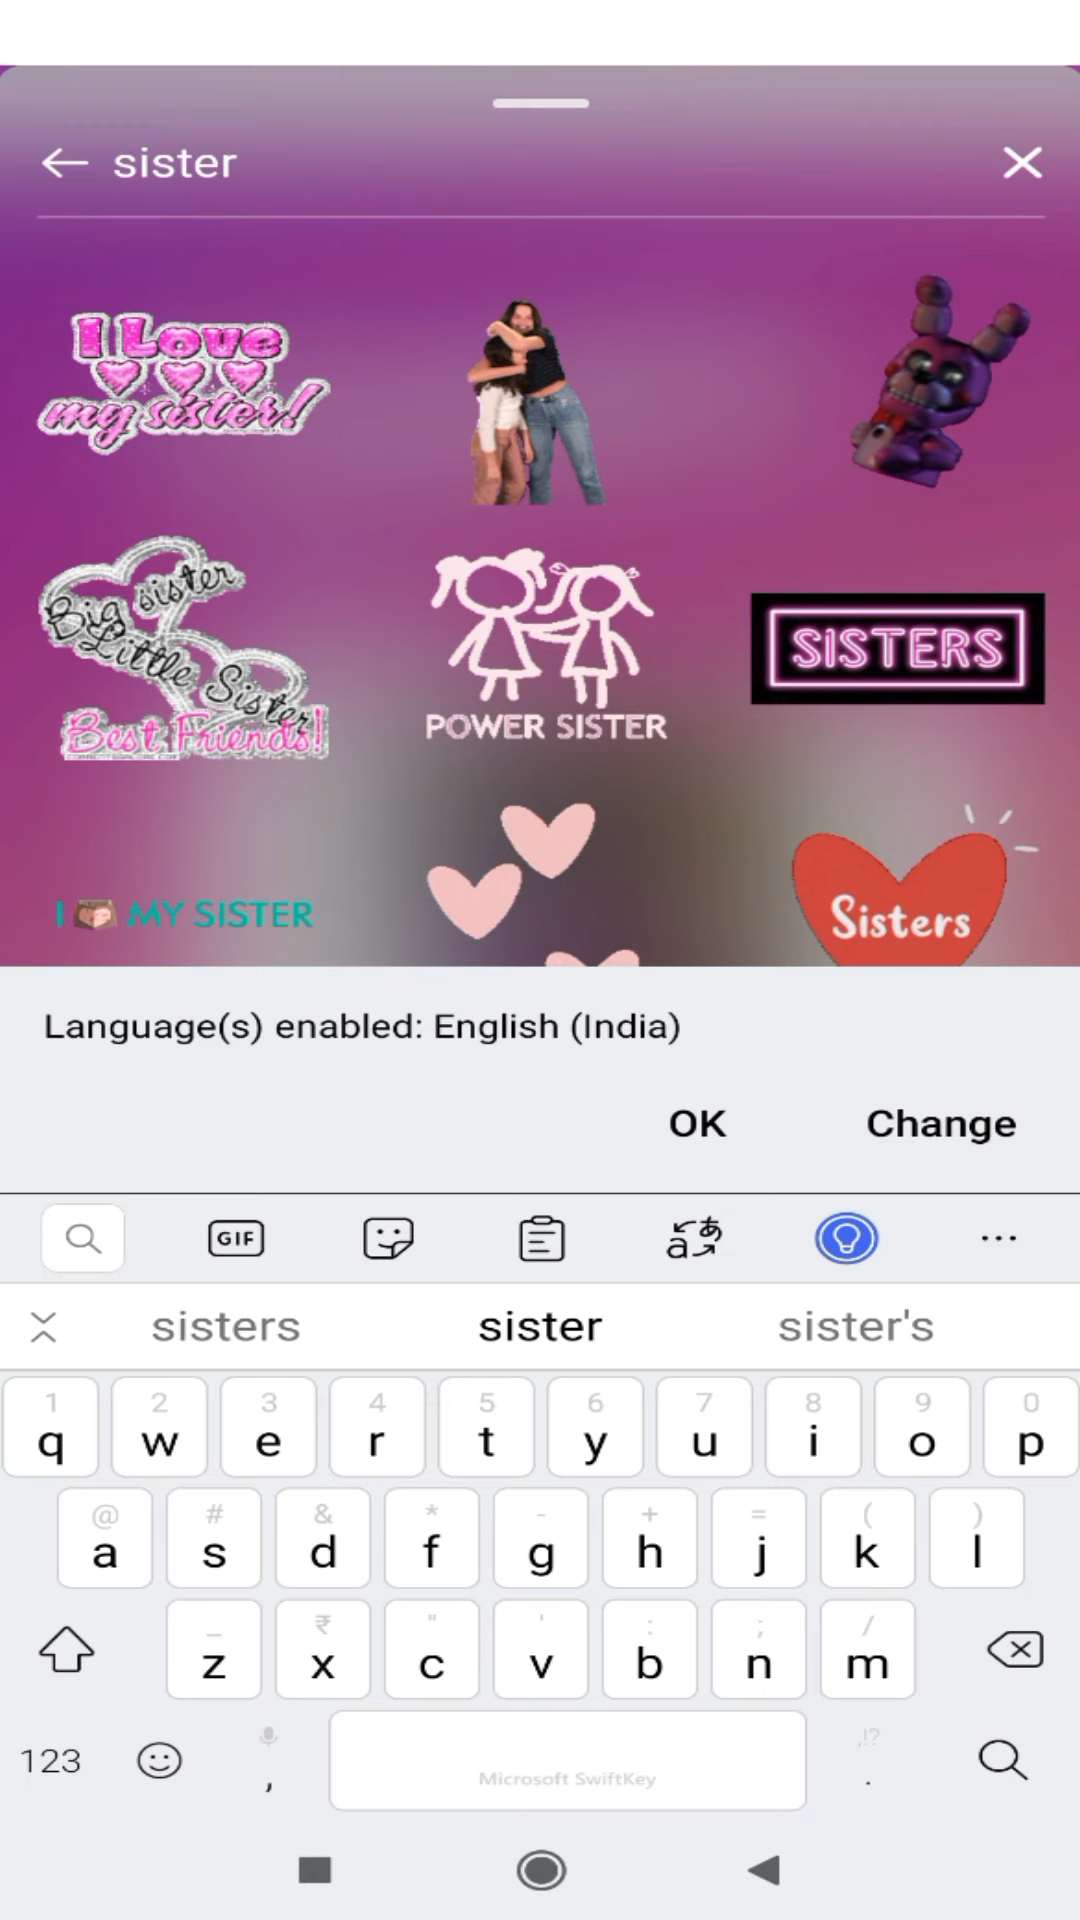 sister
I Love
my sister!
Big sister
Little Sister
Best Friends!
POWER SISTER
SISTERS
I MY SISTER
Sisters
Language(s) enabled: English (India)
OK Change
GIF
sisters sister sister's
1 2 3 4 5 6 7 8 9 0
q w e r t y u i o p
@ # & * - + = ( )
a s d f g h j k l
_ ₹ " ' : ; /
z x c v b n m
123 , Microsoft SwiftKey ,!? .